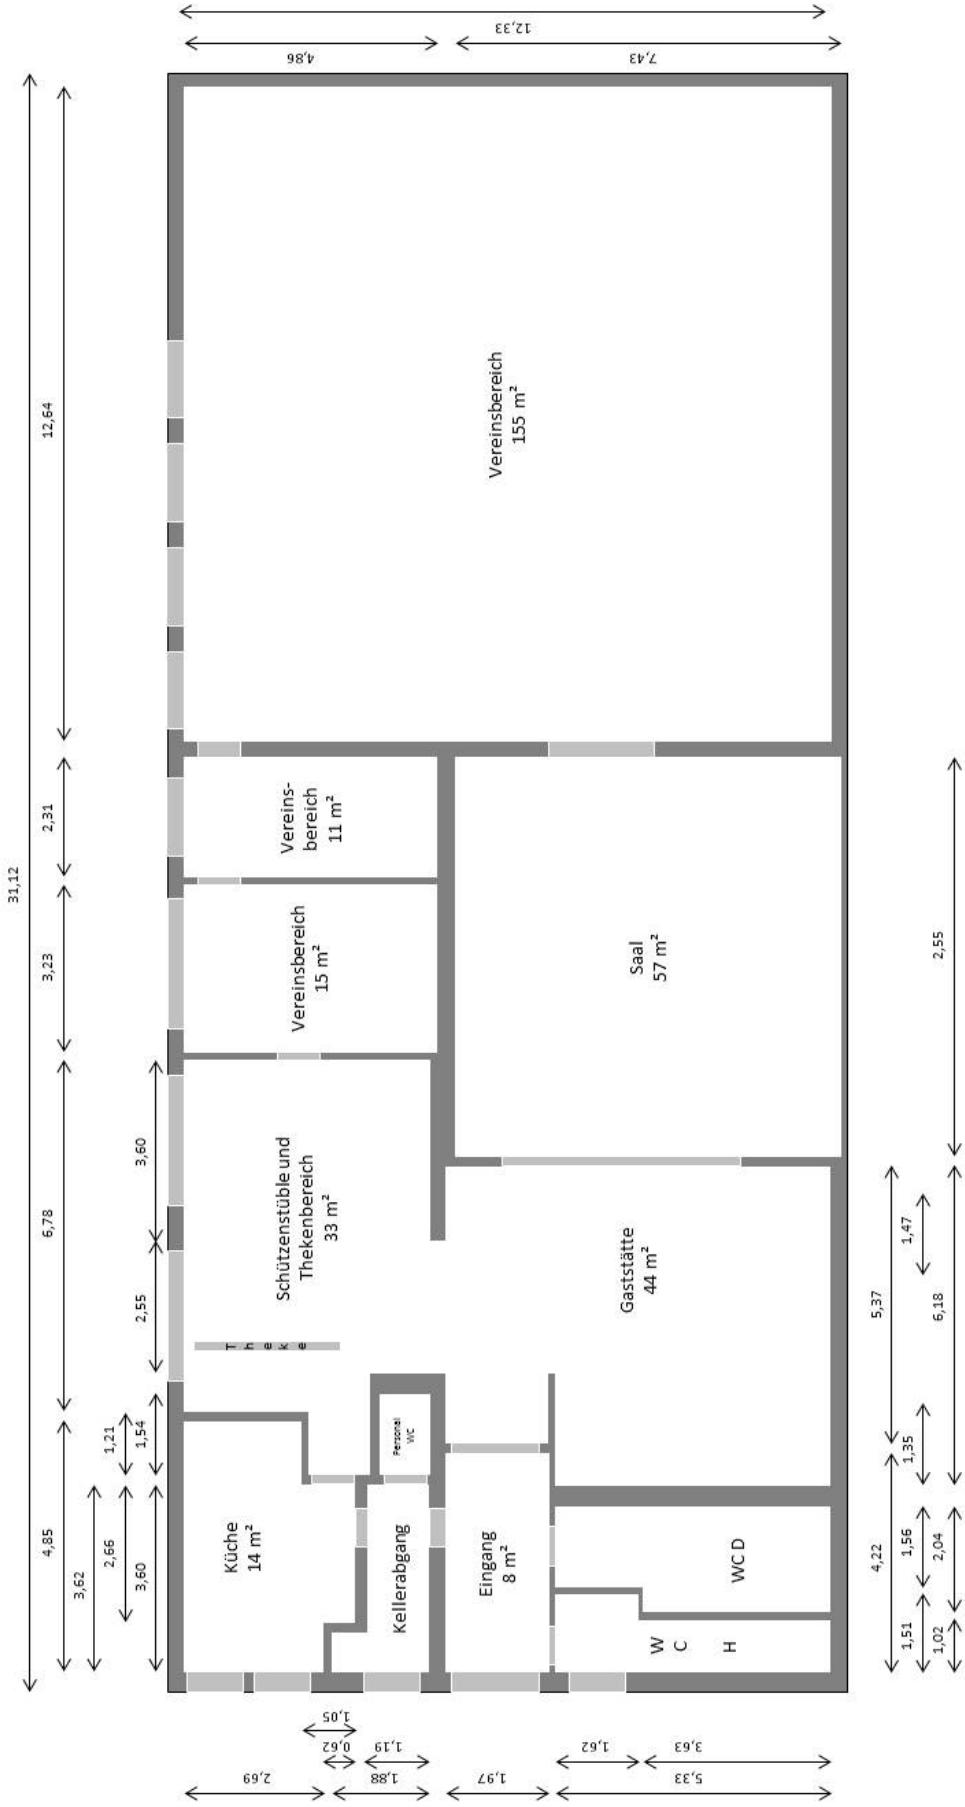 31,12
12,64
2,31
3,23
6,78
4,85
3,60
2,55
1,54
1,21
3,62
2,66
3,60
12,33
4,86
7,43
Vereinsbereich
155 m²
Vereins-
bereich
11 m²
Vereinsbereich
15 m²
Saal
57 m²
Schützenstüble und
Thekenbereich
33 m²
Theke
Gaststätte
44 m²
Personal
WC
Küche
14 m²
Kellerabgang
Eingang
8 m²
WC D
W
C
H
2,55
1,47
5,37
6,18
1,35
4,22
1,56
2,04
1,51
1,02
1,05
0,62
1,19
1,62
3,63
2,69
1,88
1,97
5,33